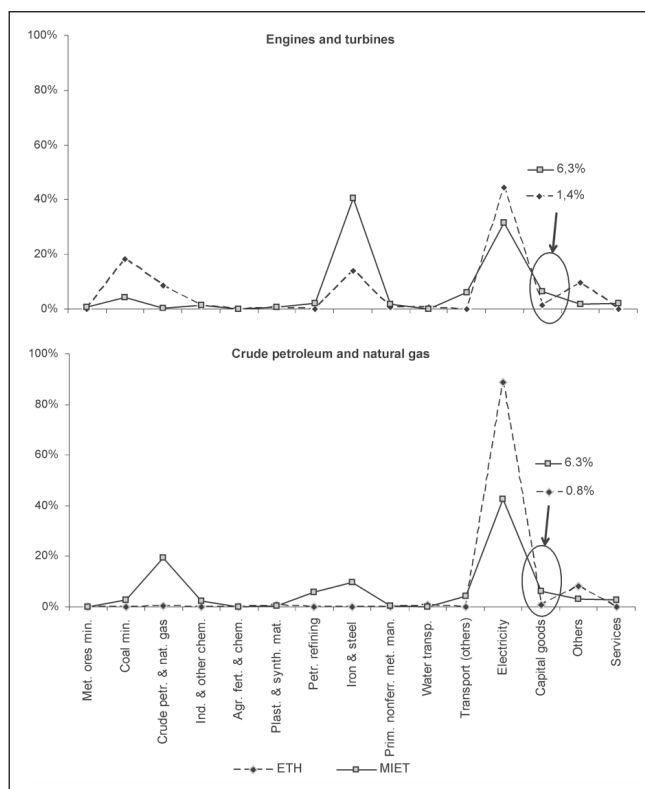 Engines and turbines
100%
80%
60%
40%
20%
0%
6,3%
1,4%
Crude petroleum and natural gas
100%
80%
60%
40%
20%
0%
6.3%
0.8%
Met. ores min.
Coal min.
Crude petr. & nat. gas
Ind. & other chem.
Agr. fert. & chem.
Plast. & synth. mat.
Petr. refining
Iron & steel
Prim. nonferr. met. man.
Water transp.
Transport (others)
Electricity
Capital goods
Others
Services
ETH
MIET